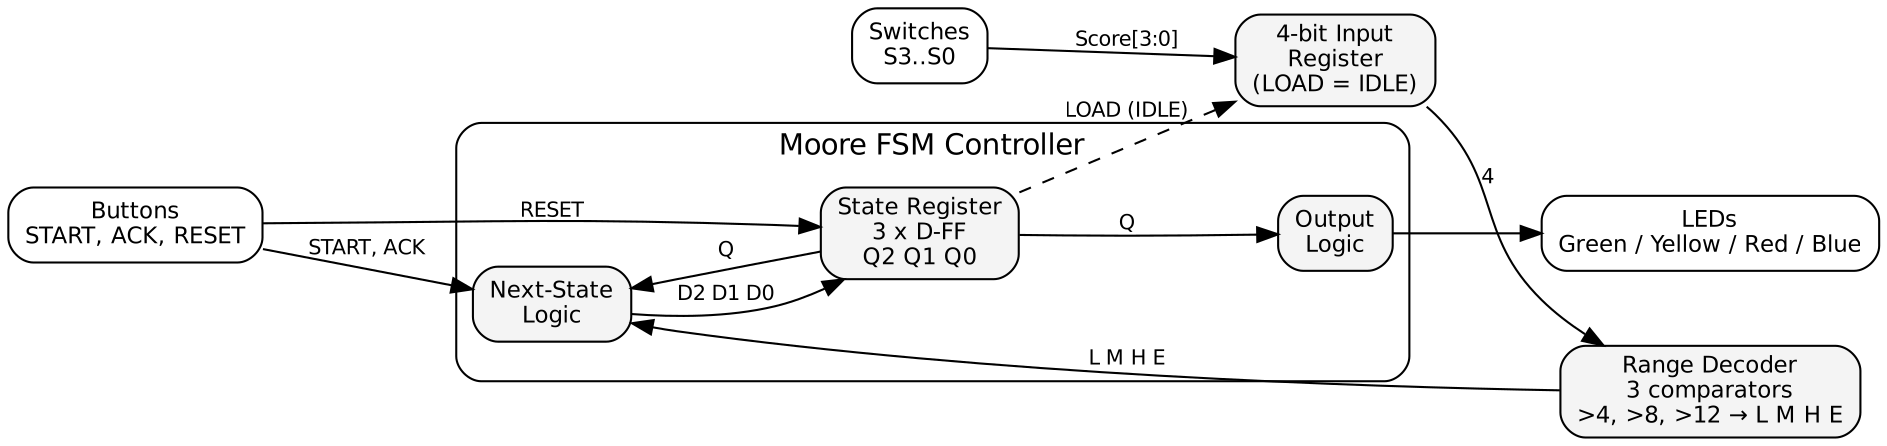 Switches
S3..S0
Score[3:0]
4-bit Input
Register
(LOAD = IDLE)
LOAD (IDLE)
Moore FSM Controller
Buttons
START, ACK, RESET
RESET
START, ACK
State Register
3 x D-FF
Q2 Q1 Q0
Q
Q
Output
Logic
4
LEDs
Green / Yellow / Red / Blue
Next-State
Logic
D2 D1 D0
L M H E
Range Decoder
3 comparators
>4, >8, >12 → L M H E